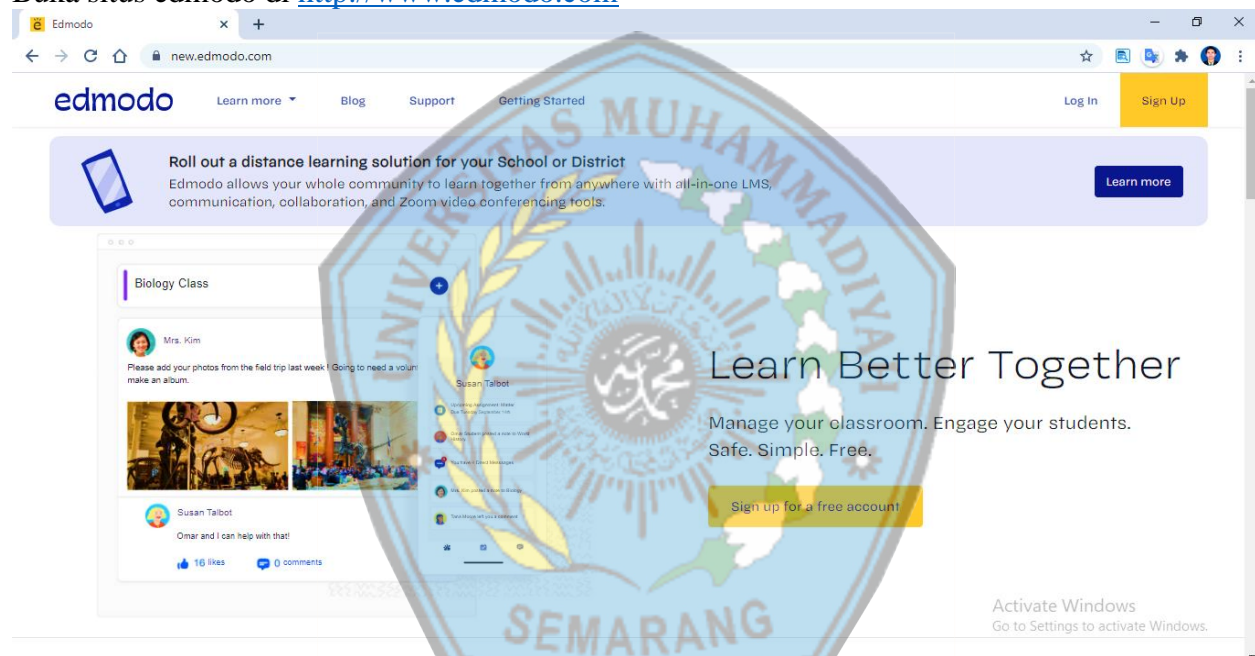 Buka situs edmodo di http://www.edmodo.com
Edmodo
new.edmodo.com
edmodo
Learn more
Blog
Support
Getting Started
Log In
Sign Up
Roll out a distance learning solution for your School or District
Edmodo allows your whole community to learn together from anywhere with all-in-one LMS,
communication, collaboration, and Zoom video conferencing tools.
Learn more
Biology Class
Mrs. Kim
Please add your photos from the field trip last week! Going to need a
make an album.
Susan Talbot
Omar and I can help with that!
16 likes
0 comments
Susan Talbot
Learn Better Together
Manage your classroom. Engage your students.
Safe. Simple. Free.
Sign up for a free account
Activate Windows
Go to Settings to activate Windows.
UNIVERSITAS MUHAMMADIYAH
SEMARANG